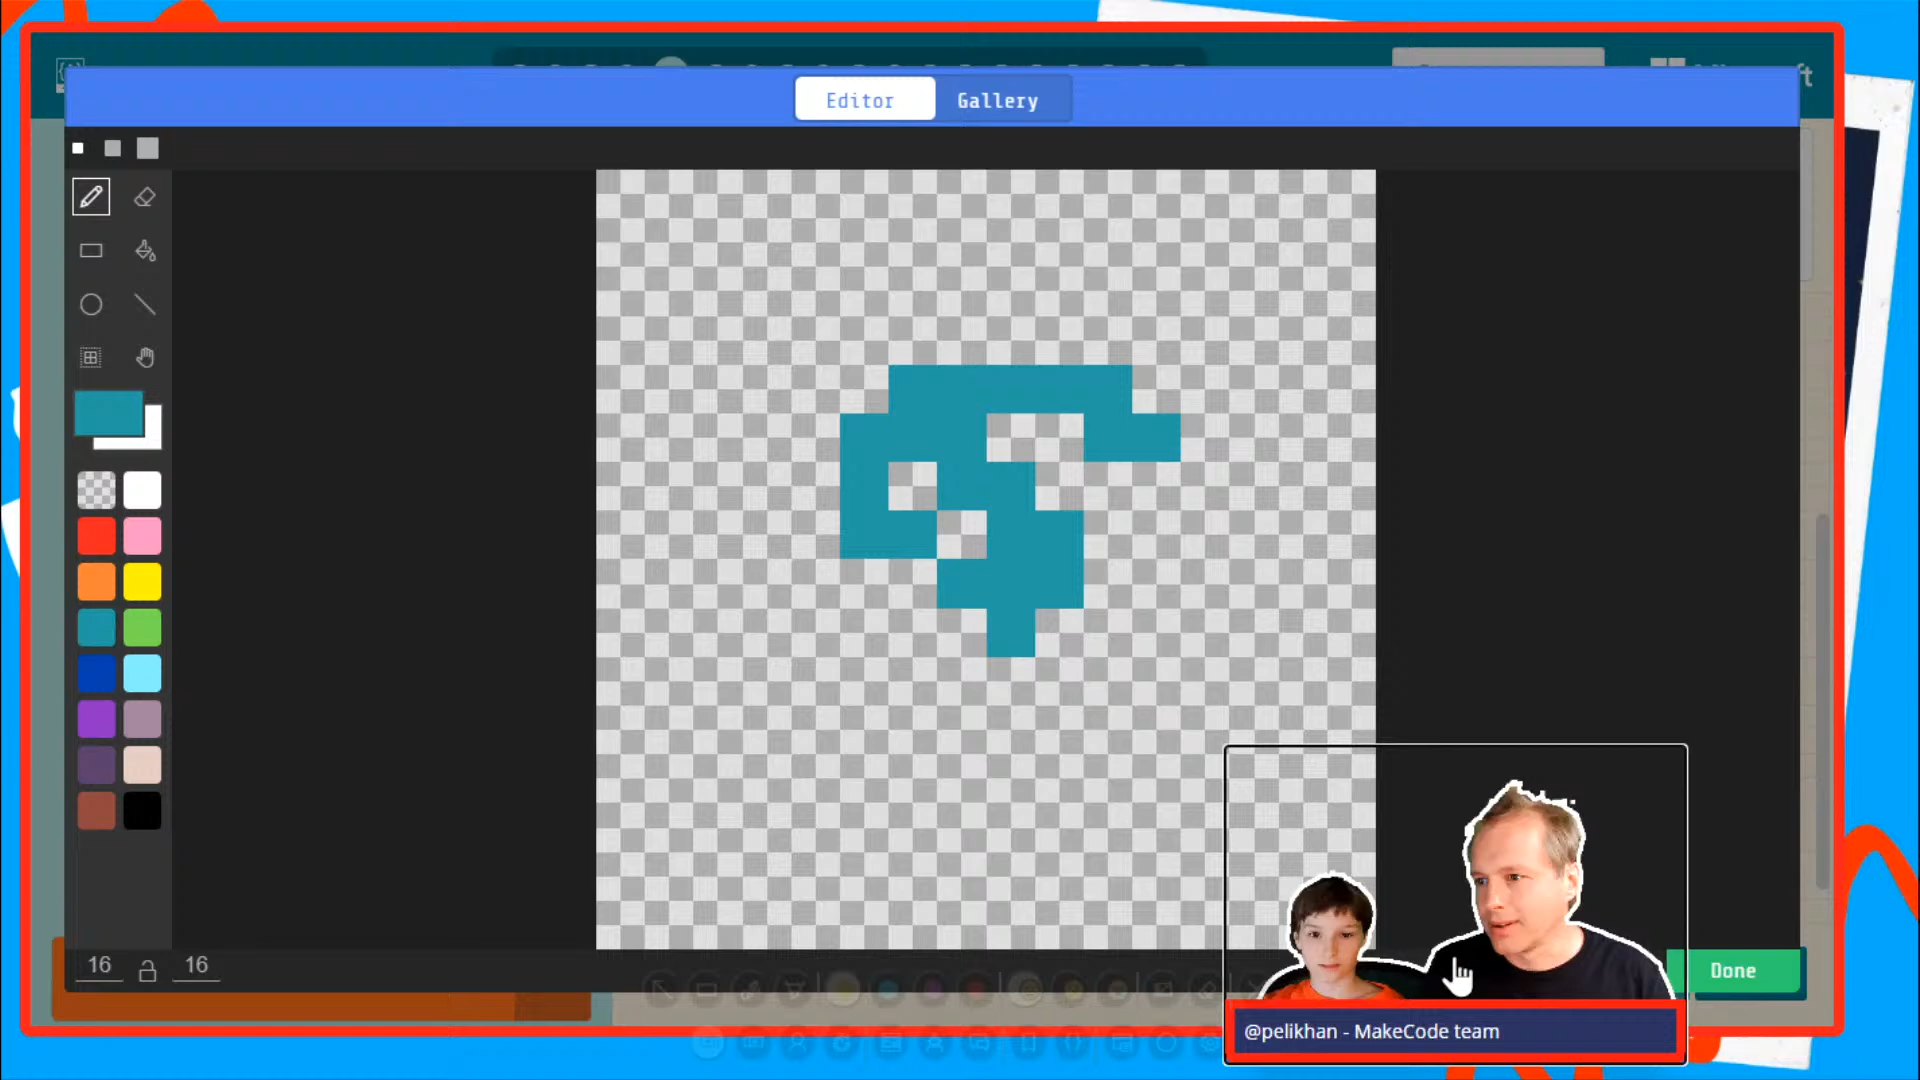 Editor
Gallery
16
16
Done
@pelikhan - MakeCode team